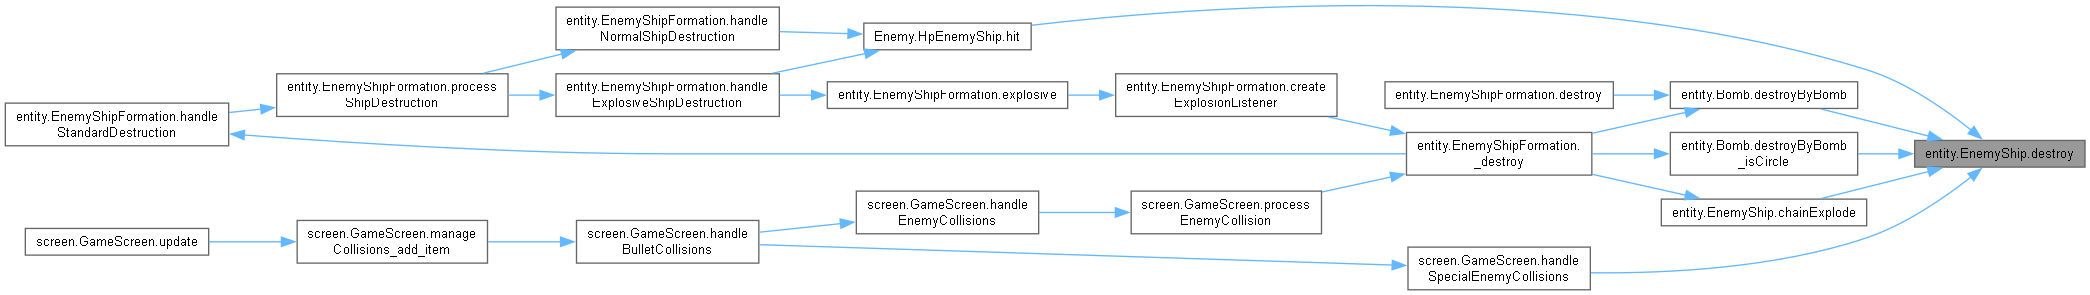 entity.EnemyShipFormation.handle
NormalShipDestruction
Enemy.HpEnemyShip.hit
entity.EnemyShipFormation.process
ShipDestruction
entity.EnemyShipFormation.handle
ExplosiveShipDestruction
entity.EnemyShipFormation.explosive
entity.EnemyShipFormation.create
ExplosionListener
entity.EnemyShipFormation.destroy
entity.Bomb.destroyByBomb
entity.EnemyShipFormation.handle
StandardDestruction
entity.EnemyShipFormation.
_destroy
entity.Bomb.destroyByBomb
_isCircle
entity.EnemyShip.destroy
screen.GameScreen.handle
EnemyCollisions
screen.GameScreen.process
EnemyCollision
entity.EnemyShip.chainExplode
screen.GameScreen.update
screen.GameScreen.manage
Collisions_add_item
screen.GameScreen.handle
BulletCollisions
screen.GameScreen.handle
SpecialEnemyCollisions